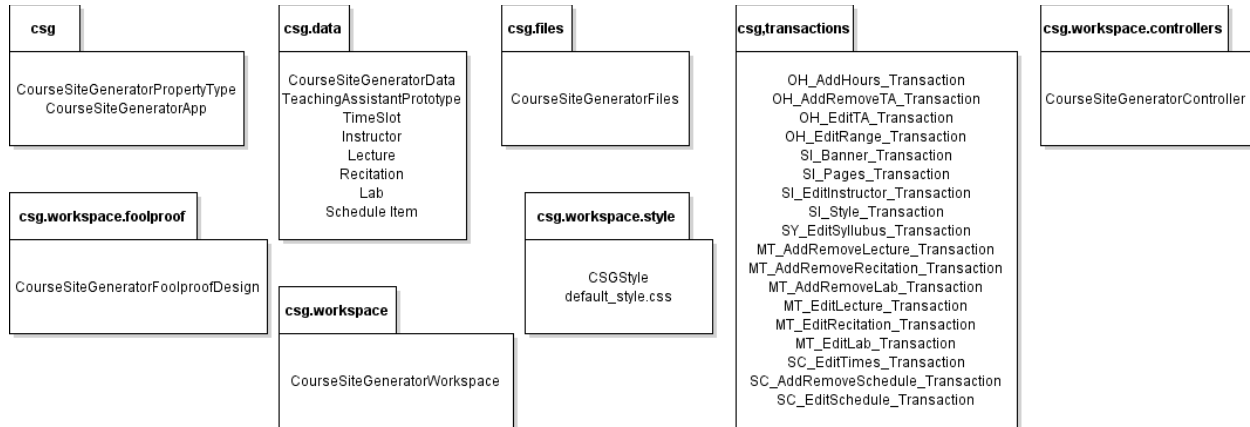 csg
CourseSiteGeneratorPropertyType
CourseSiteGeneratorApp
csg.data
CourseSiteGeneratorData
TeachingAssistantPrototype
TimeSlot
Instructor
Lecture
Recitation
Lab
Schedule Item
csg.files
CourseSiteGeneratorFiles
csg,transactions
OH_AddHours_Transaction
OH_AddRemoveTA_Transaction
OH_EditTA_Transaction
OH_EditRange_Transaction
SI_Banner_Transaction
SI_Pages_Transaction
SI_EditInstructor_Transaction
SI_Style_Transaction
SY_EditSyllubus_Transaction
MT_AddRemoveLecture_Transaction
MT_AddRemoveRecitation_Transaction
MT_AddRemoveLab_Transaction
MT_EditLecture_Transaction
MT_EditRecitation_Transaction
MT_EditLab_Transaction
SC_EditTimes_Transaction
SC_AddRemoveSchedule_Transaction
SC_EditSchedule_Transaction
csg.workspace.controllers
CourseSiteGeneratorController
csg.workspace.foolproof
CourseSiteGeneratorFoolproofDesign
csg.workspace
CourseSiteGeneratorWorkspace
csg.workspace.style
CSGStyle
default_style.css